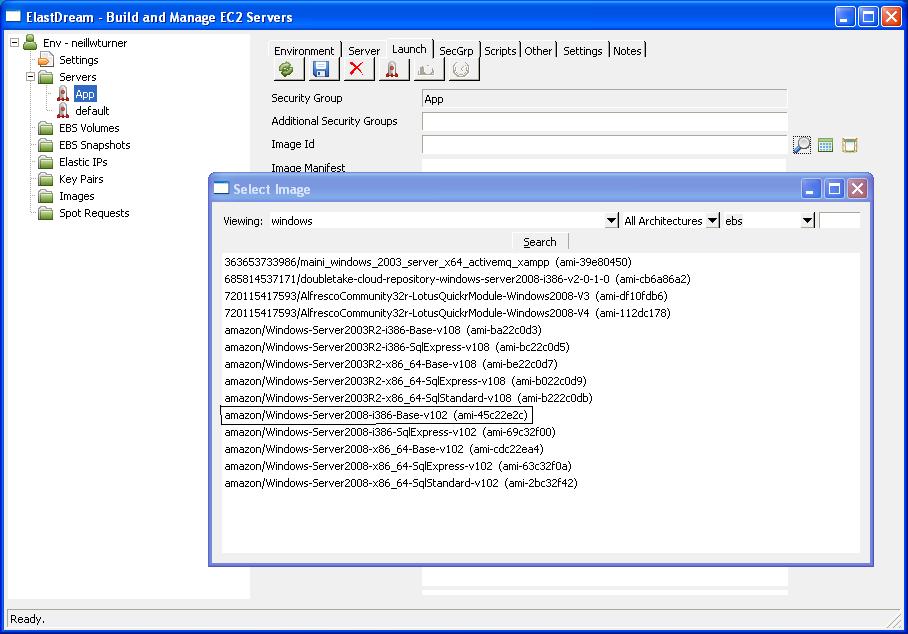 ElastDream - Build and Manage EC2 Servers
Env - neillwturner
Settings
Servers
App
default
EBS Volumes
EBS Snapshots
Elastic IPs
Key Pairs
Images
Spot Requests
Environment Server Launch SecGrp Scripts Other Settings Notes
Security Group App
Additional Security Groups
Image Id
Image Manifest
Select Image
Viewing: windows All Architectures ebs
Search
363653733986/maini_windows_2003_server_x64_activemq_xampp (ami-39e80450)
685814537171/doubletake-cloud-repository-windows-server2008-i386-v2-0-1-0 (ami-cb6a86a2)
720115417593/AlfrescoCommunity32r-LotusQuickrModule-Windows2008-V3 (ami-df10fdb6)
720115417593/AlfrescoCommunity32r-LotusQuickrModule-Windows2008-V4 (ami-112dc178)
amazon/Windows-Server2003R2-i386-Base-v108 (ami-ba22c0d3)
amazon/Windows-Server2003R2-i386-SqlExpress-v108 (ami-bc22c0d5)
amazon/Windows-Server2003R2-x86_64-Base-v108 (ami-be22c0d7)
amazon/Windows-Server2003R2-x86_64-SqlExpress-v108 (ami-b022c0d9)
amazon/Windows-Server2003R2-x86_64-SqlStandard-v108 (ami-b222c0db)
amazon/Windows-Server2008-i386-Base-v102 (ami-45c22e2c)
amazon/Windows-Server2008-i386-SqlExpress-v102 (ami-69c32f00)
amazon/Windows-Server2008-x86_64-Base-v102 (ami-cdc22ea4)
amazon/Windows-Server2008-x86_64-SqlExpress-v102 (ami-63c32f0a)
amazon/Windows-Server2008-x86_64-SqlStandard-v102 (ami-2bc32f42)
Ready.